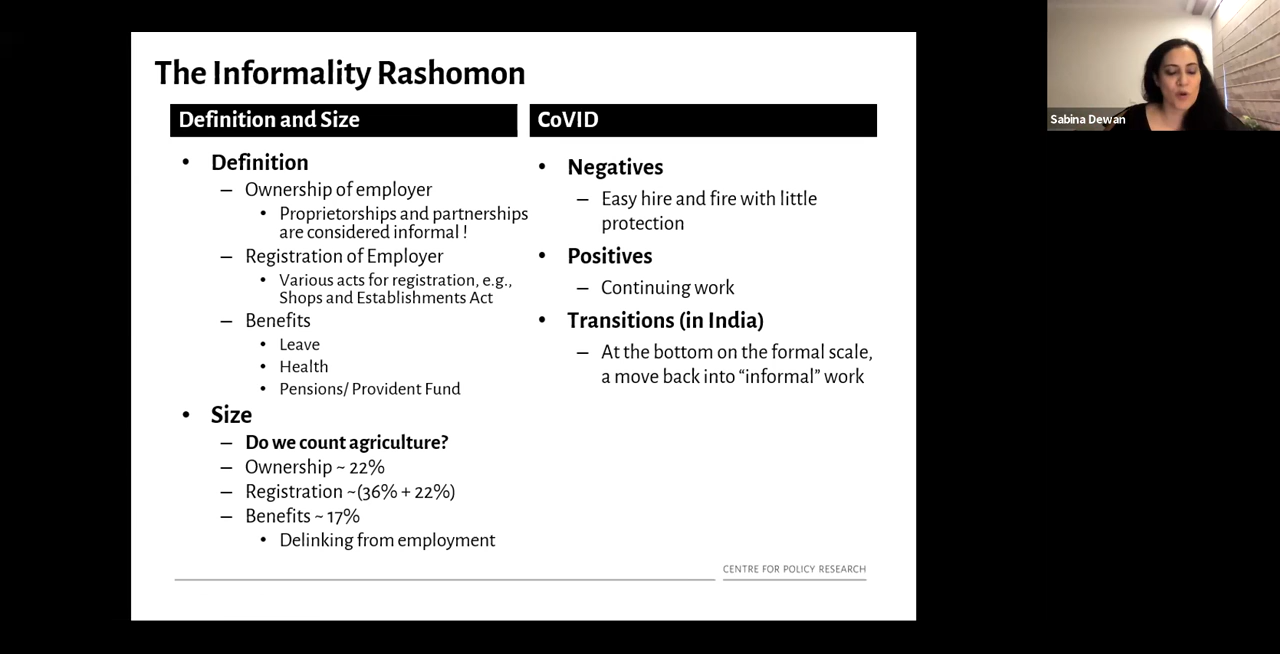 The Informality Rashomon
Definition and Size
• Definition
– Ownership of employer
• Proprietorships and partnerships
are considered informal !
– Registration of Employer
• Various acts for registration, e.g.,
Shops and Establishments Act
– Benefits
• Leave
• Health
• Pensions/ Provident Fund
• Size
– Do we count agriculture?
– Ownership ~ 22%
– Registration ~(36% + 22%)
– Benefits ~ 17%
• Delinking from employment
CoVID
• Negatives
– Easy hire and fire with little
protection
• Positives
– Continuing work
• Transitions (in India)
– At the bottom on the formal scale,
a move back into “informal” work
CENTRE FOR POLICY RESEARCH
Sabina Dewan